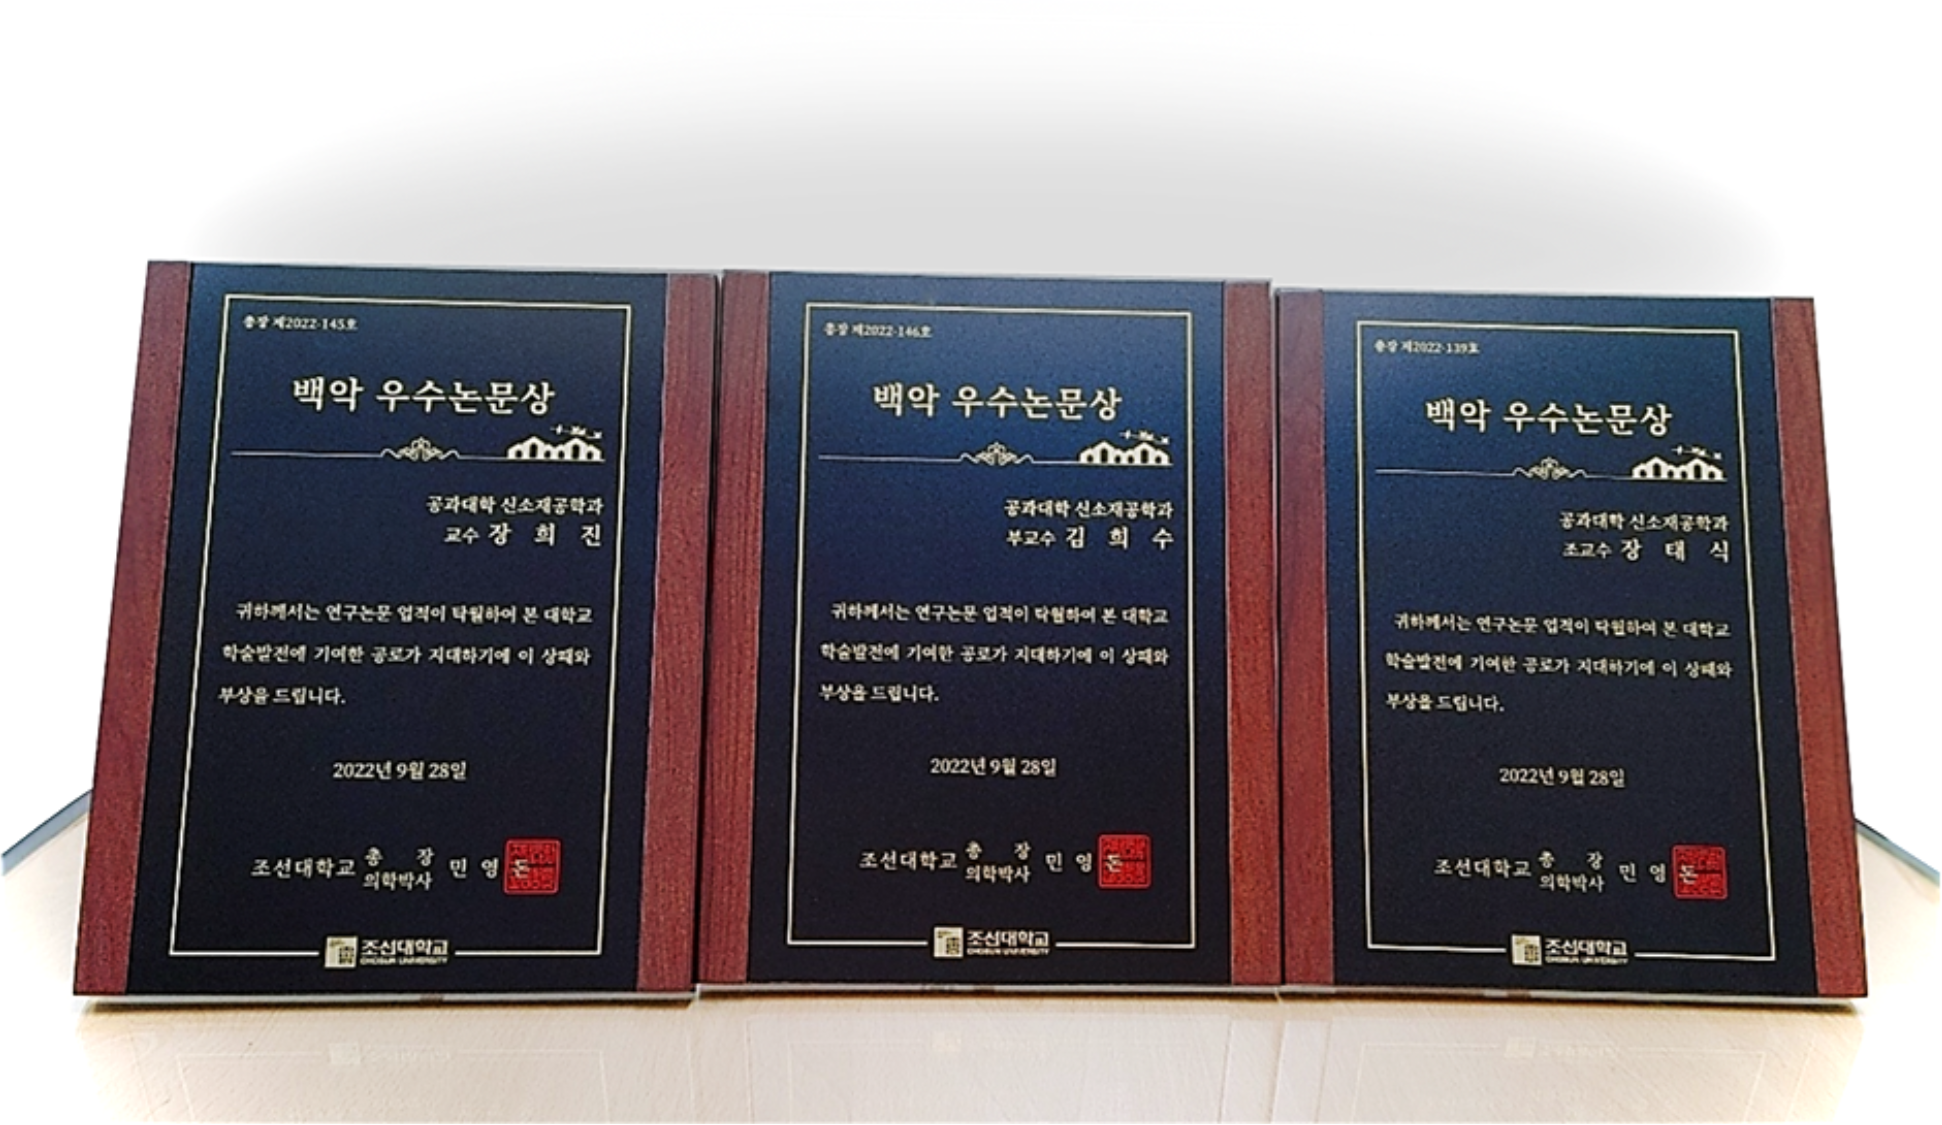 총장 제2022-145호
백악 우수논문상
공과대학 신소재공학과
교수 장 희 진
귀하께서는 연구논문 업적이 탁월하여 본 대학교
학술발전에 기여한 공로가 지대하기에 이 상패와
부상을 드립니다.
2022년 9월 28일
조선대학교 총 장 의학박사 민 영 돈
조선대학교
CHOSUN UNIVERSITY
총장 제2022-146호
백악 우수논문상
공과대학 신소재공학과
부교수 김 희 수
귀하께서는 연구논문 업적이 탁월하여 본 대학교
학술발전에 기여한 공로가 지대하기에 이 상패와
부상을 드립니다.
2022년 9월 28일
조선대학교 총 장 의학박사 민 영 돈
조선대학교
CHOSUN UNIVERSITY
총장 제2022-139호
백악 우수논문상
공과대학 신소재공학과
조교수 장 태 식
귀하께서는 연구논문 업적이 탁월하여 본 대학교
학술발전에 기여한 공로가 지대하기에 이 상패와
부상을 드립니다.
2022년 9월 28일
조선대학교 총 장 의학박사 민 영 돈
조선대학교
CHOSUN UNIVERSITY